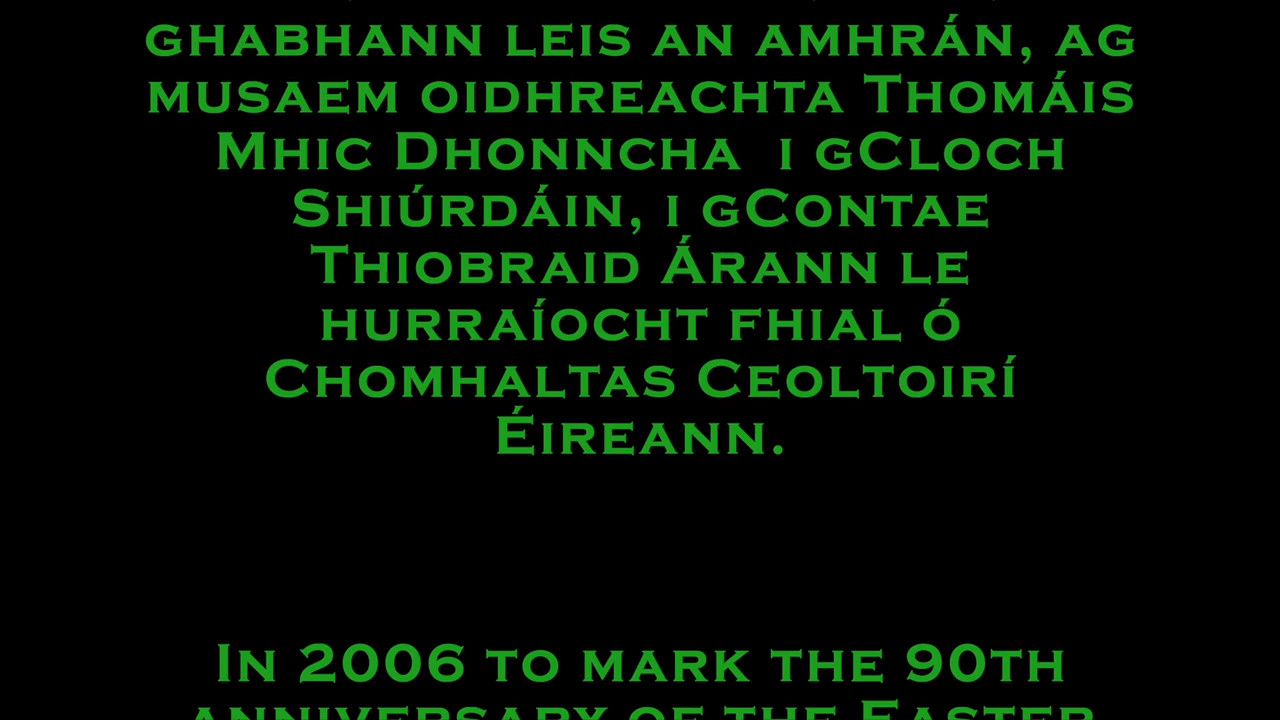 ghabhann leis an amhrán, ag
musaem oidhreachta Thomáis
Mhic Dhonncha i gCloch
Shiúrdáin, i gContae
Thiobraid Árann le
hurraíocht fhial ó
Chomhaltas Ceoltoirí
Éireann.
In 2006 to mark the 90th
anniversary of the Easter